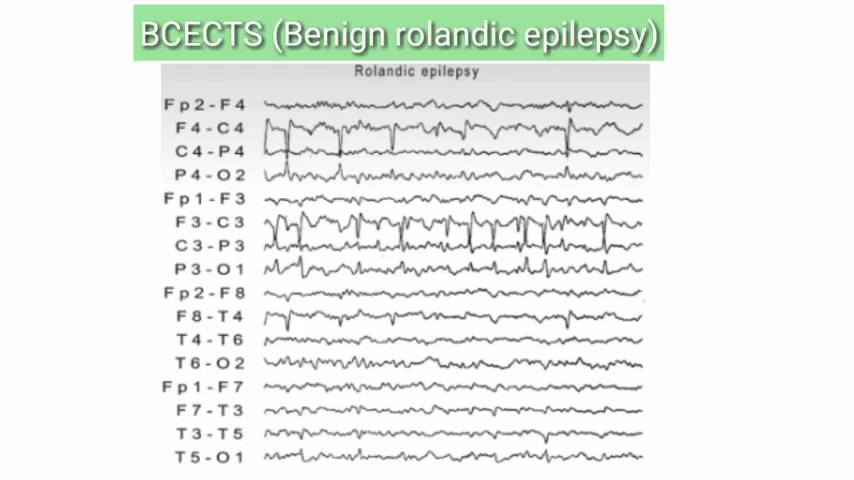 BCECTS (Benign rolandic epilepsy)
Rolandic epilepsy
Fp2-F4
F4-C4
C4-P4
P4-O2
Fp1-F3
F3-C3
C3-P3
P3-O1
Fp2-F8
F8-T4
T4-T6
T6-O2
Fp1-F7
F7-T3
T3-T5
T5-O1